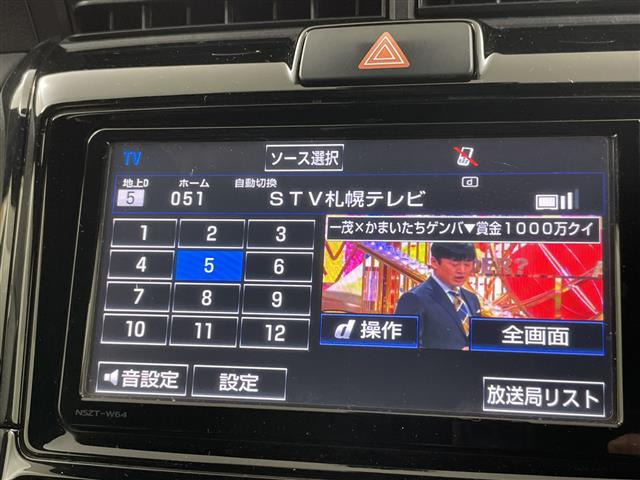 TV
ソース選択
地上D ホーム 自動切換 d
5 051 STV札幌テレビ
1 2 3
一茂×かまいたちゲンバ▼賞金1000万クイ
4 5 6
7 8 9
10 11 12
d 操作
全画面
音設定
設定
放送局リスト
NSZT-W64